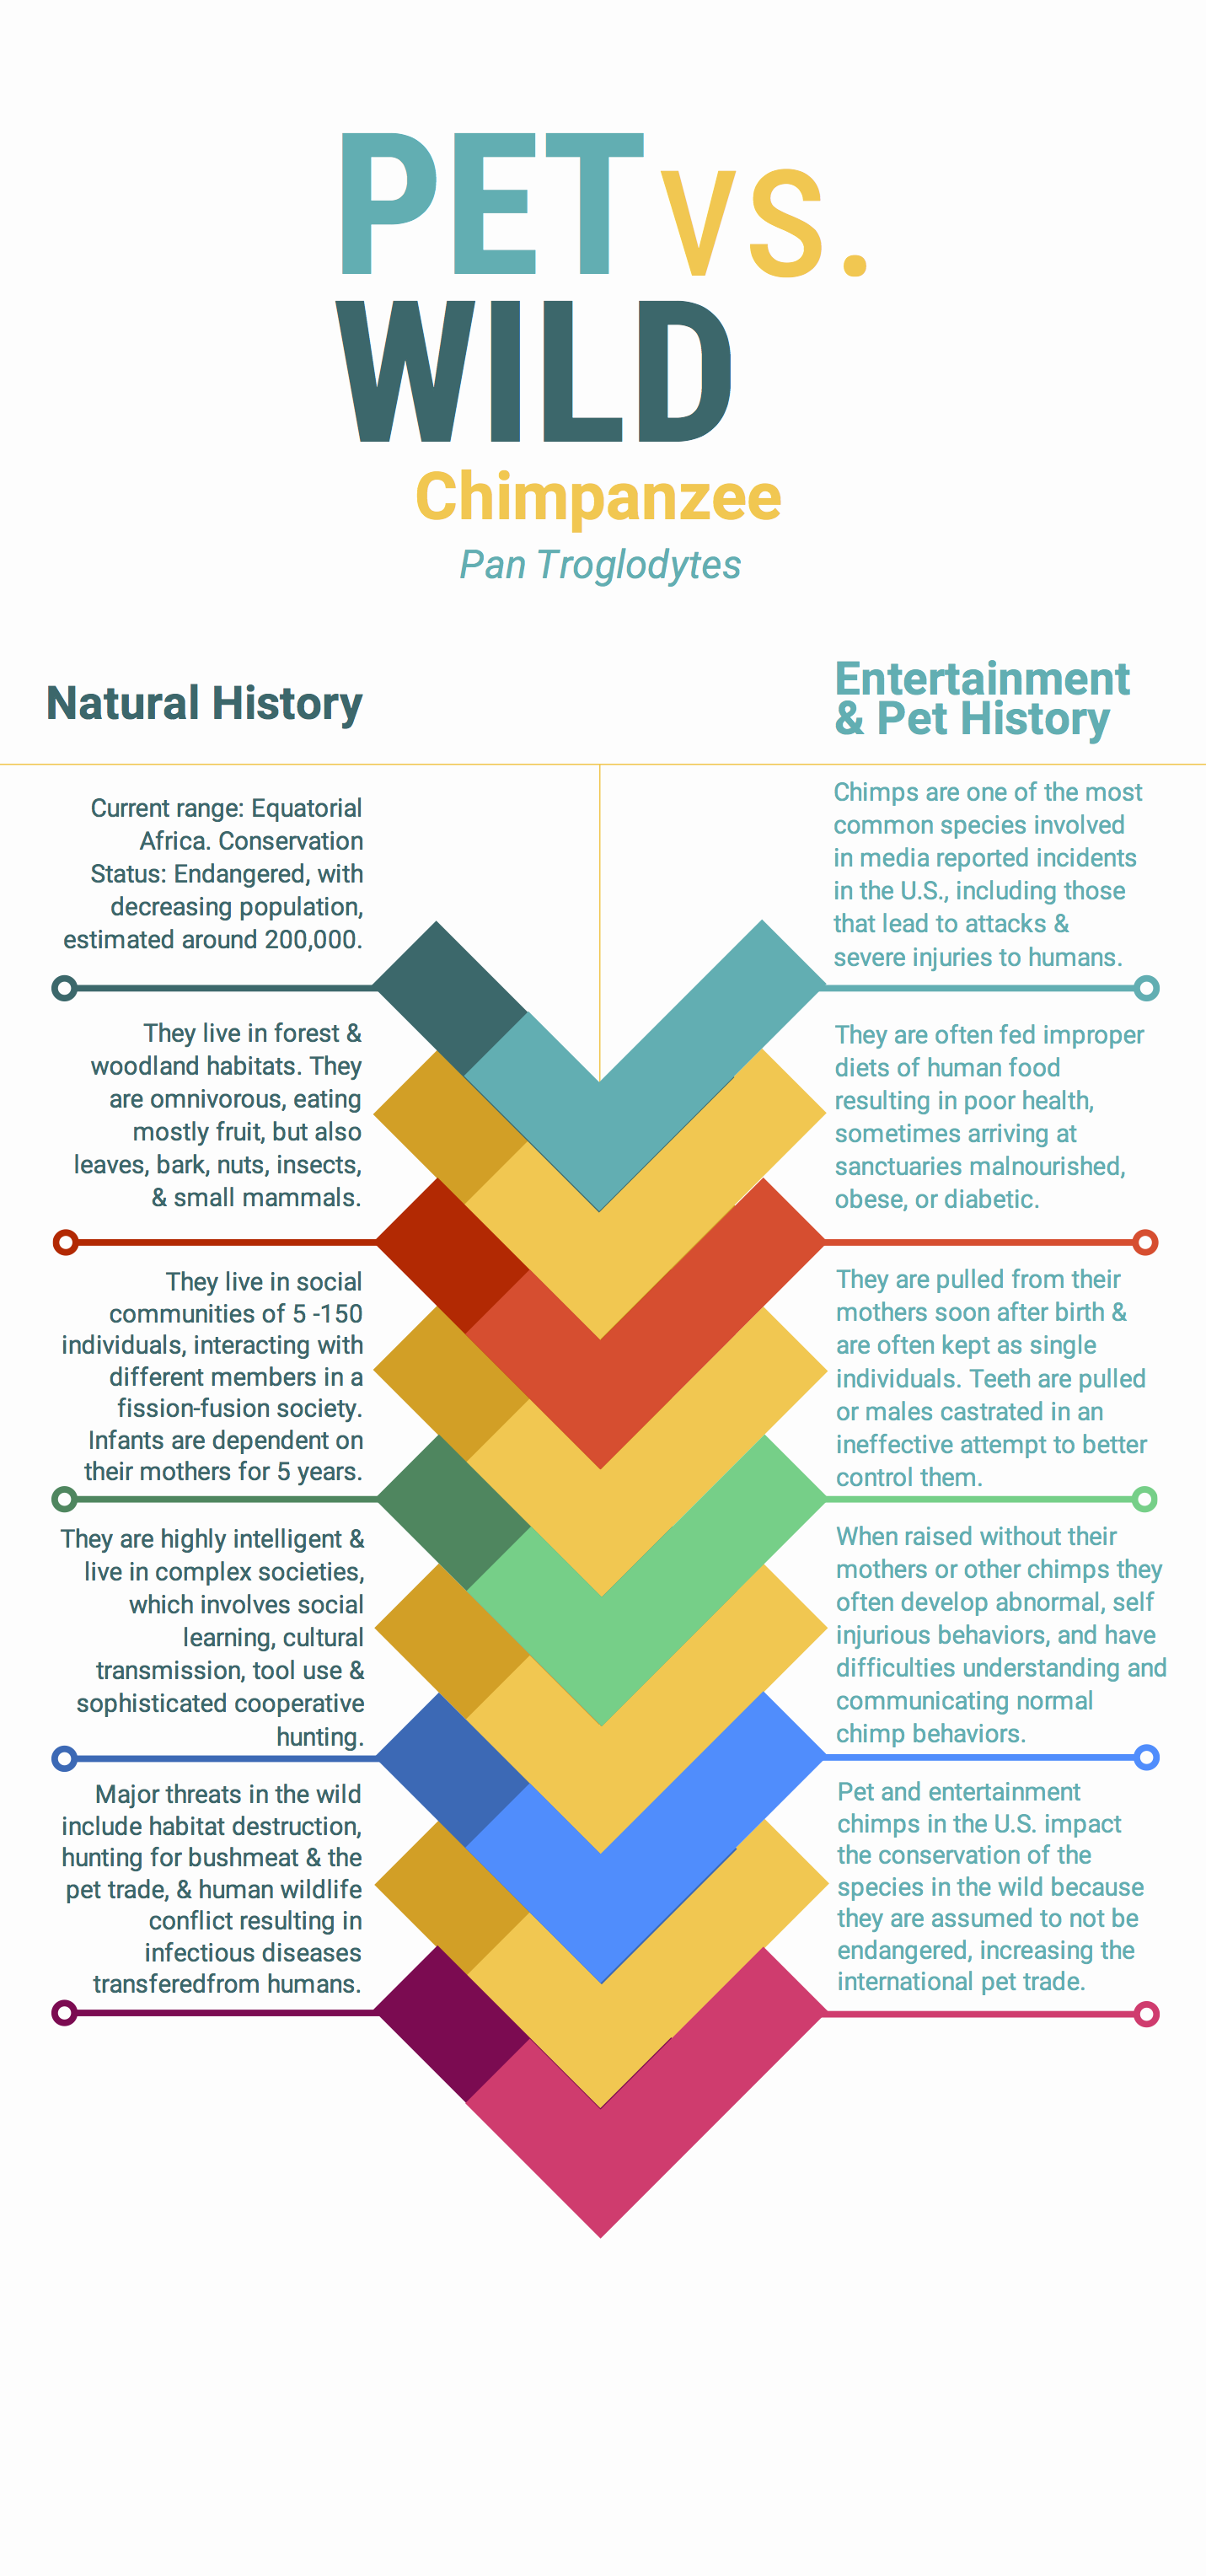 PET VS.
WILD
Chimpanzee
Pan Troglodytes
Natural History
Entertainment
& Pet History
Current range: Equatorial
Africa. Conservation
Status: Endangered, with
decreasing population,
estimated around 200,000.
Chimps are one of the most
common species involved
in media reported incidents
in the U.S., including those
that lead to attacks &
severe injuries to humans.
They live in forest &
woodland habitats. They
are omnivorous, eating
mostly fruit, but also
leaves, bark, nuts, insects,
& small mammals.
They are often fed improper
diets of human food
resulting in poor health,
sometimes arriving at
sanctuaries malnourished,
obese, or diabetic.
They live in social
communities of 5 -150
individuals, interacting with
different members in a
fission-fusion society.
Infants are dependent on
their mothers for 5 years.
They are pulled from their
mothers soon after birth &
are often kept as single
individuals. Teeth are pulled
or males castrated in an
ineffective attempt to better
control them.
They are highly intelligent &
live in complex societies,
which involves social
learning, cultural
transmission, tool use &
sophisticated cooperative
hunting.
When raised without their
mothers or other chimps they
often develop abnormal, self
injurious behaviors, and have
difficulties understanding and
communicating normal
chimp behaviors.
Major threats in the wild
include habitat destruction,
hunting for bushmeat & the
pet trade, & human wildlife
conflict resulting in
infectious diseases
transferedfrom humans.
Pet and entertainment
chimps in the U.S. impact
the conservation of the
species in the wild because
they are assumed to not be
endangered, increasing the
international pet trade.